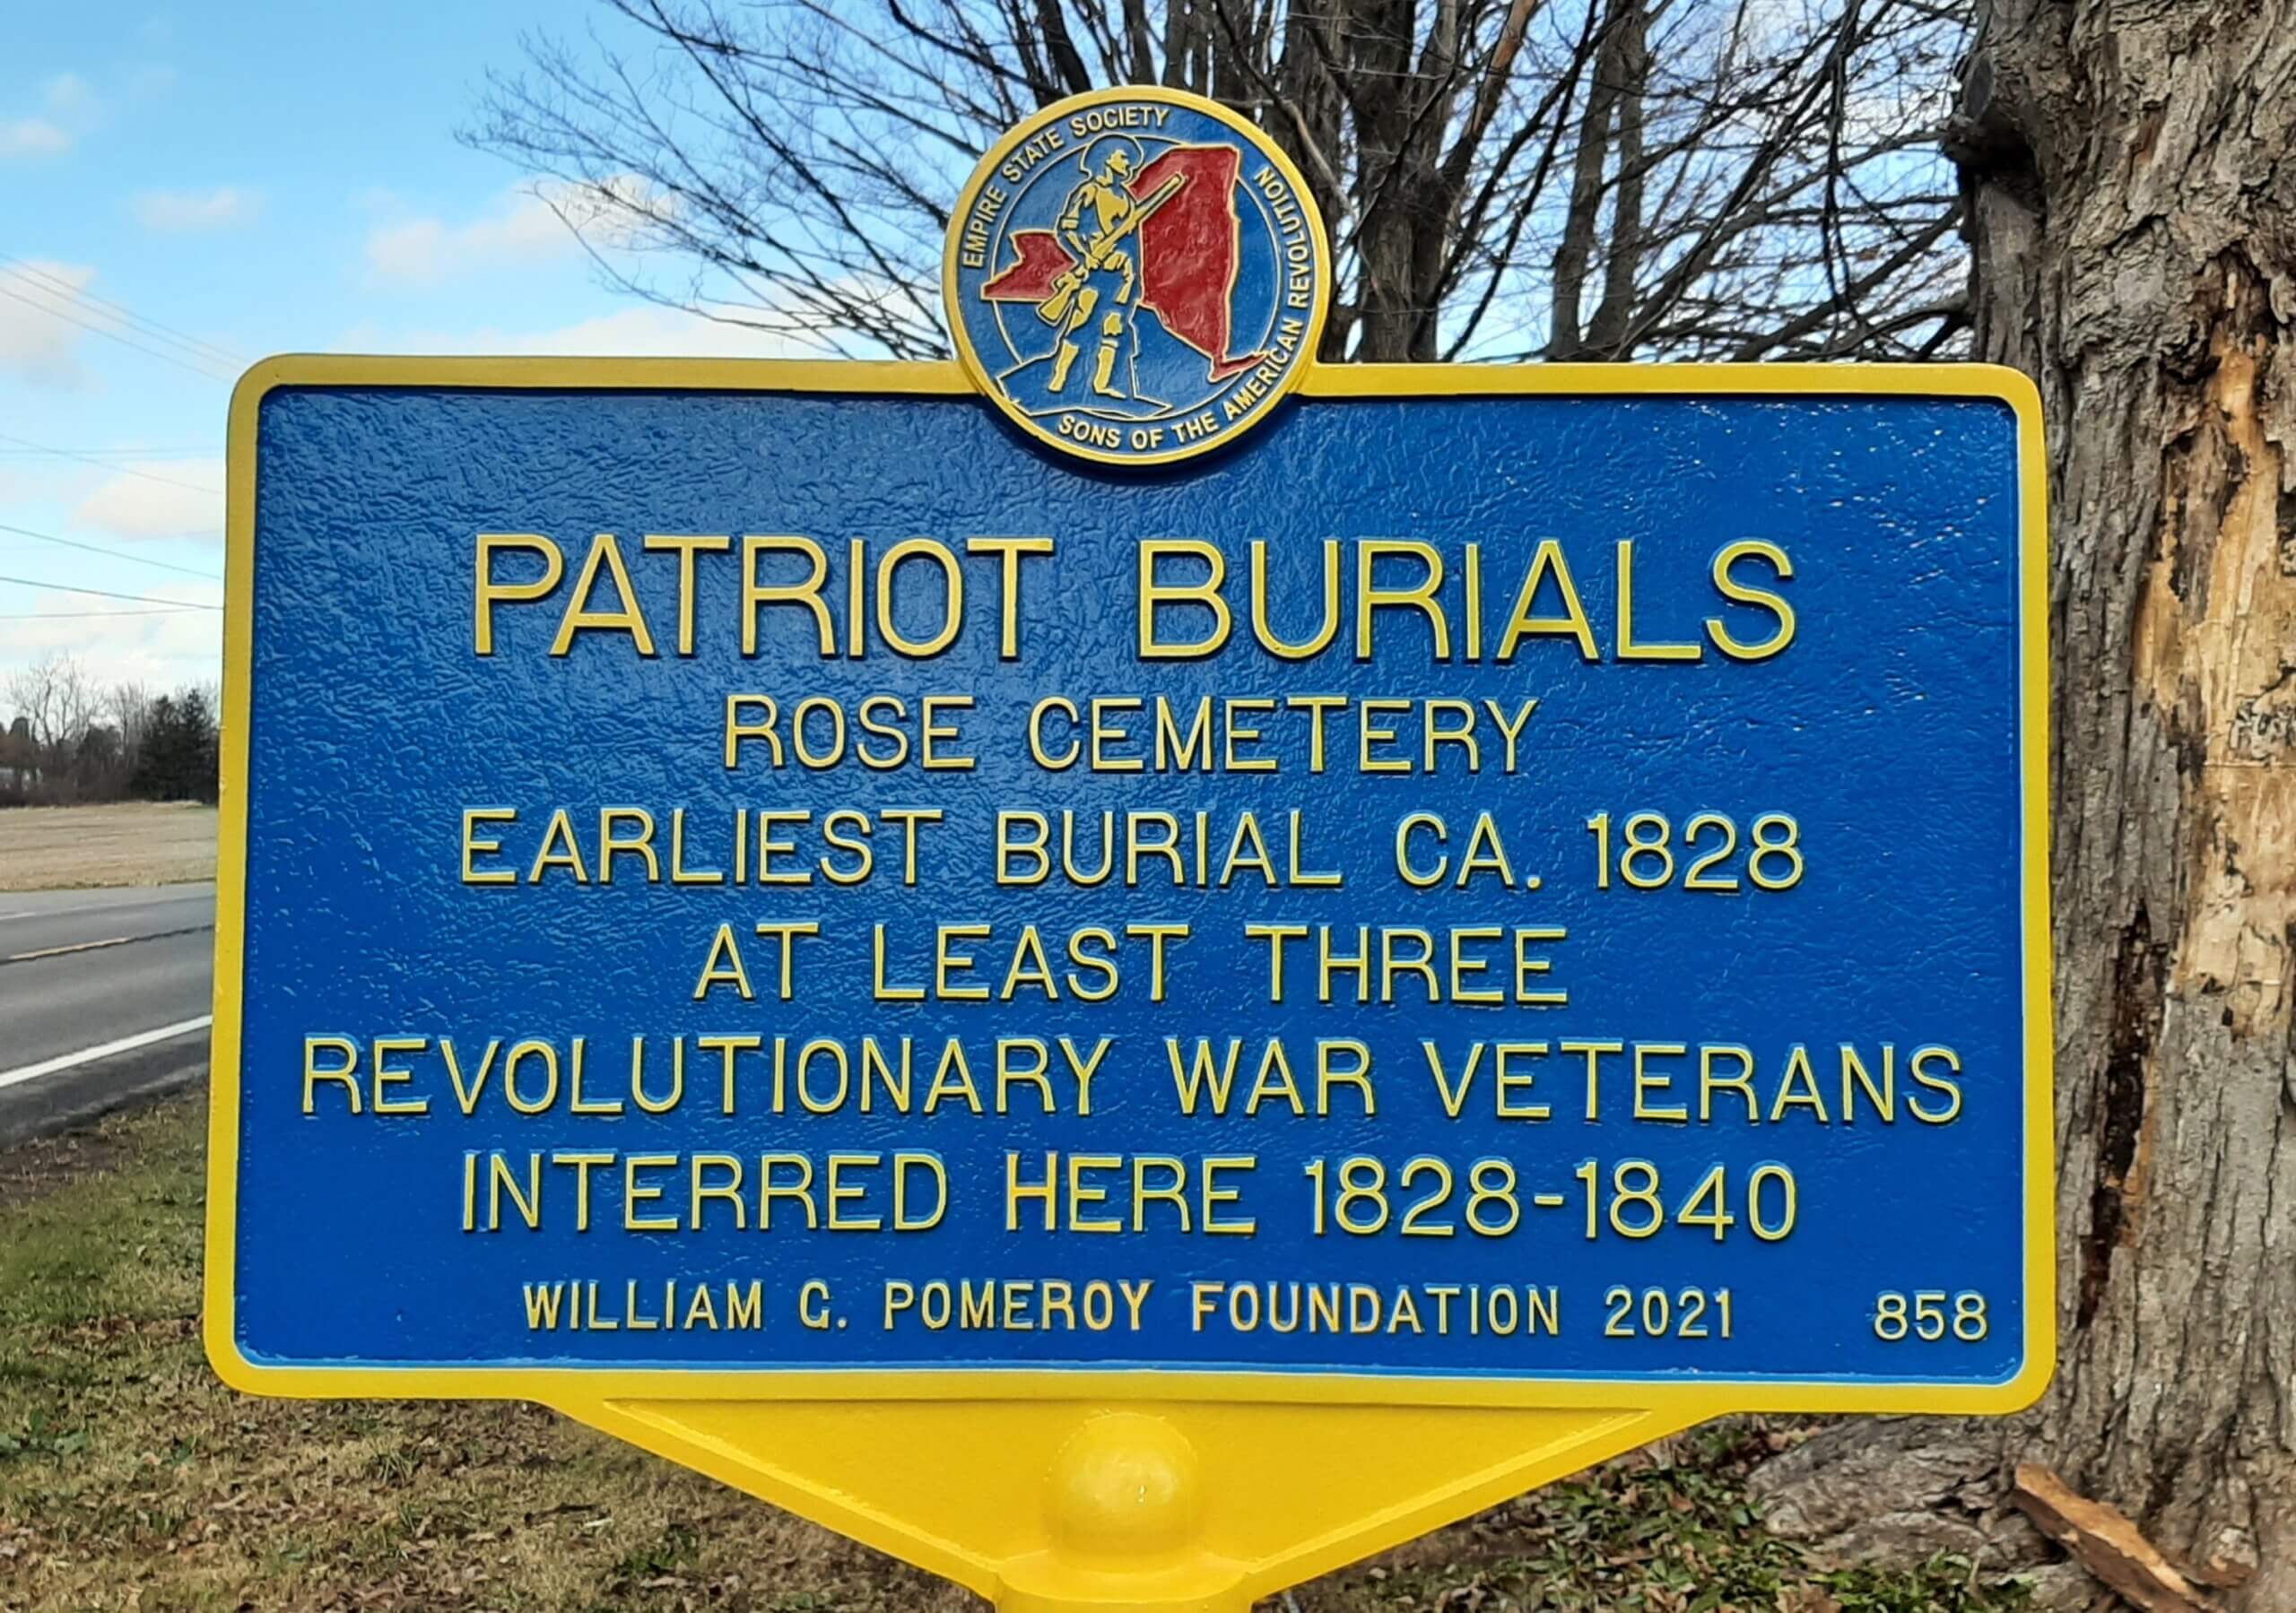 EMPIRE STATE SOCIETY
SONS OF THE AMERICAN REVOLUTION
PATRIOT BURIALS
ROSE CEMETERY
EARLIEST BURIAL CA. 1828
AT LEAST THREE
REVOLUTIONARY WAR VETERANS
INTERRED HERE 1828-1840
WILLIAM G. POMEROY FOUNDATION 2021 858